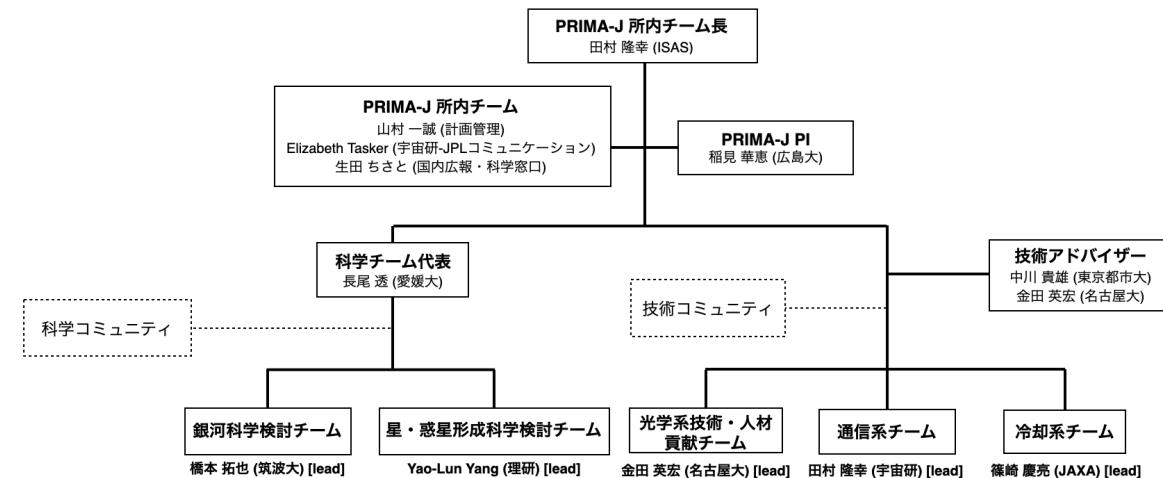 PRIMA-J 所内チーム長
田村 隆幸 (ISAS)
PRIMA-J 所内チーム
山村 一誠 (計画管理)
Elizabeth Tasker (宇宙研-JPLコミュニケーション)
生田 ちさと (国内広報・科学窓口)
PRIMA-J PI
稲見 華恵 (広島大)
科学チーム代表
長尾 透 (愛媛大)
技術アドバイザー
中川 貴雄 (東京都市大)
金田 英宏 (名古屋大)
科学コミュニティ
技術コミュニティ
銀河科学検討チーム
橋本 拓也 (筑波大) [lead]
星・惑星形成科学検討チーム
Yao-Lun Yang (理研) [lead]
光学系技術・人材
貢献チーム
金田 英宏 (名古屋大) [lead]
通信系チーム
田村 隆幸 (宇宙研) [lead]
冷却系チーム
篠崎 慶亮 (JAXA) [lead]